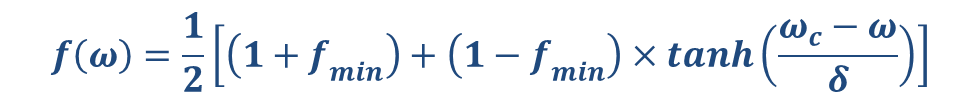 f(ω) = 1/2 [(1 + f_min) + (1 − f_min) × tanh((ω_c − ω)/δ)]